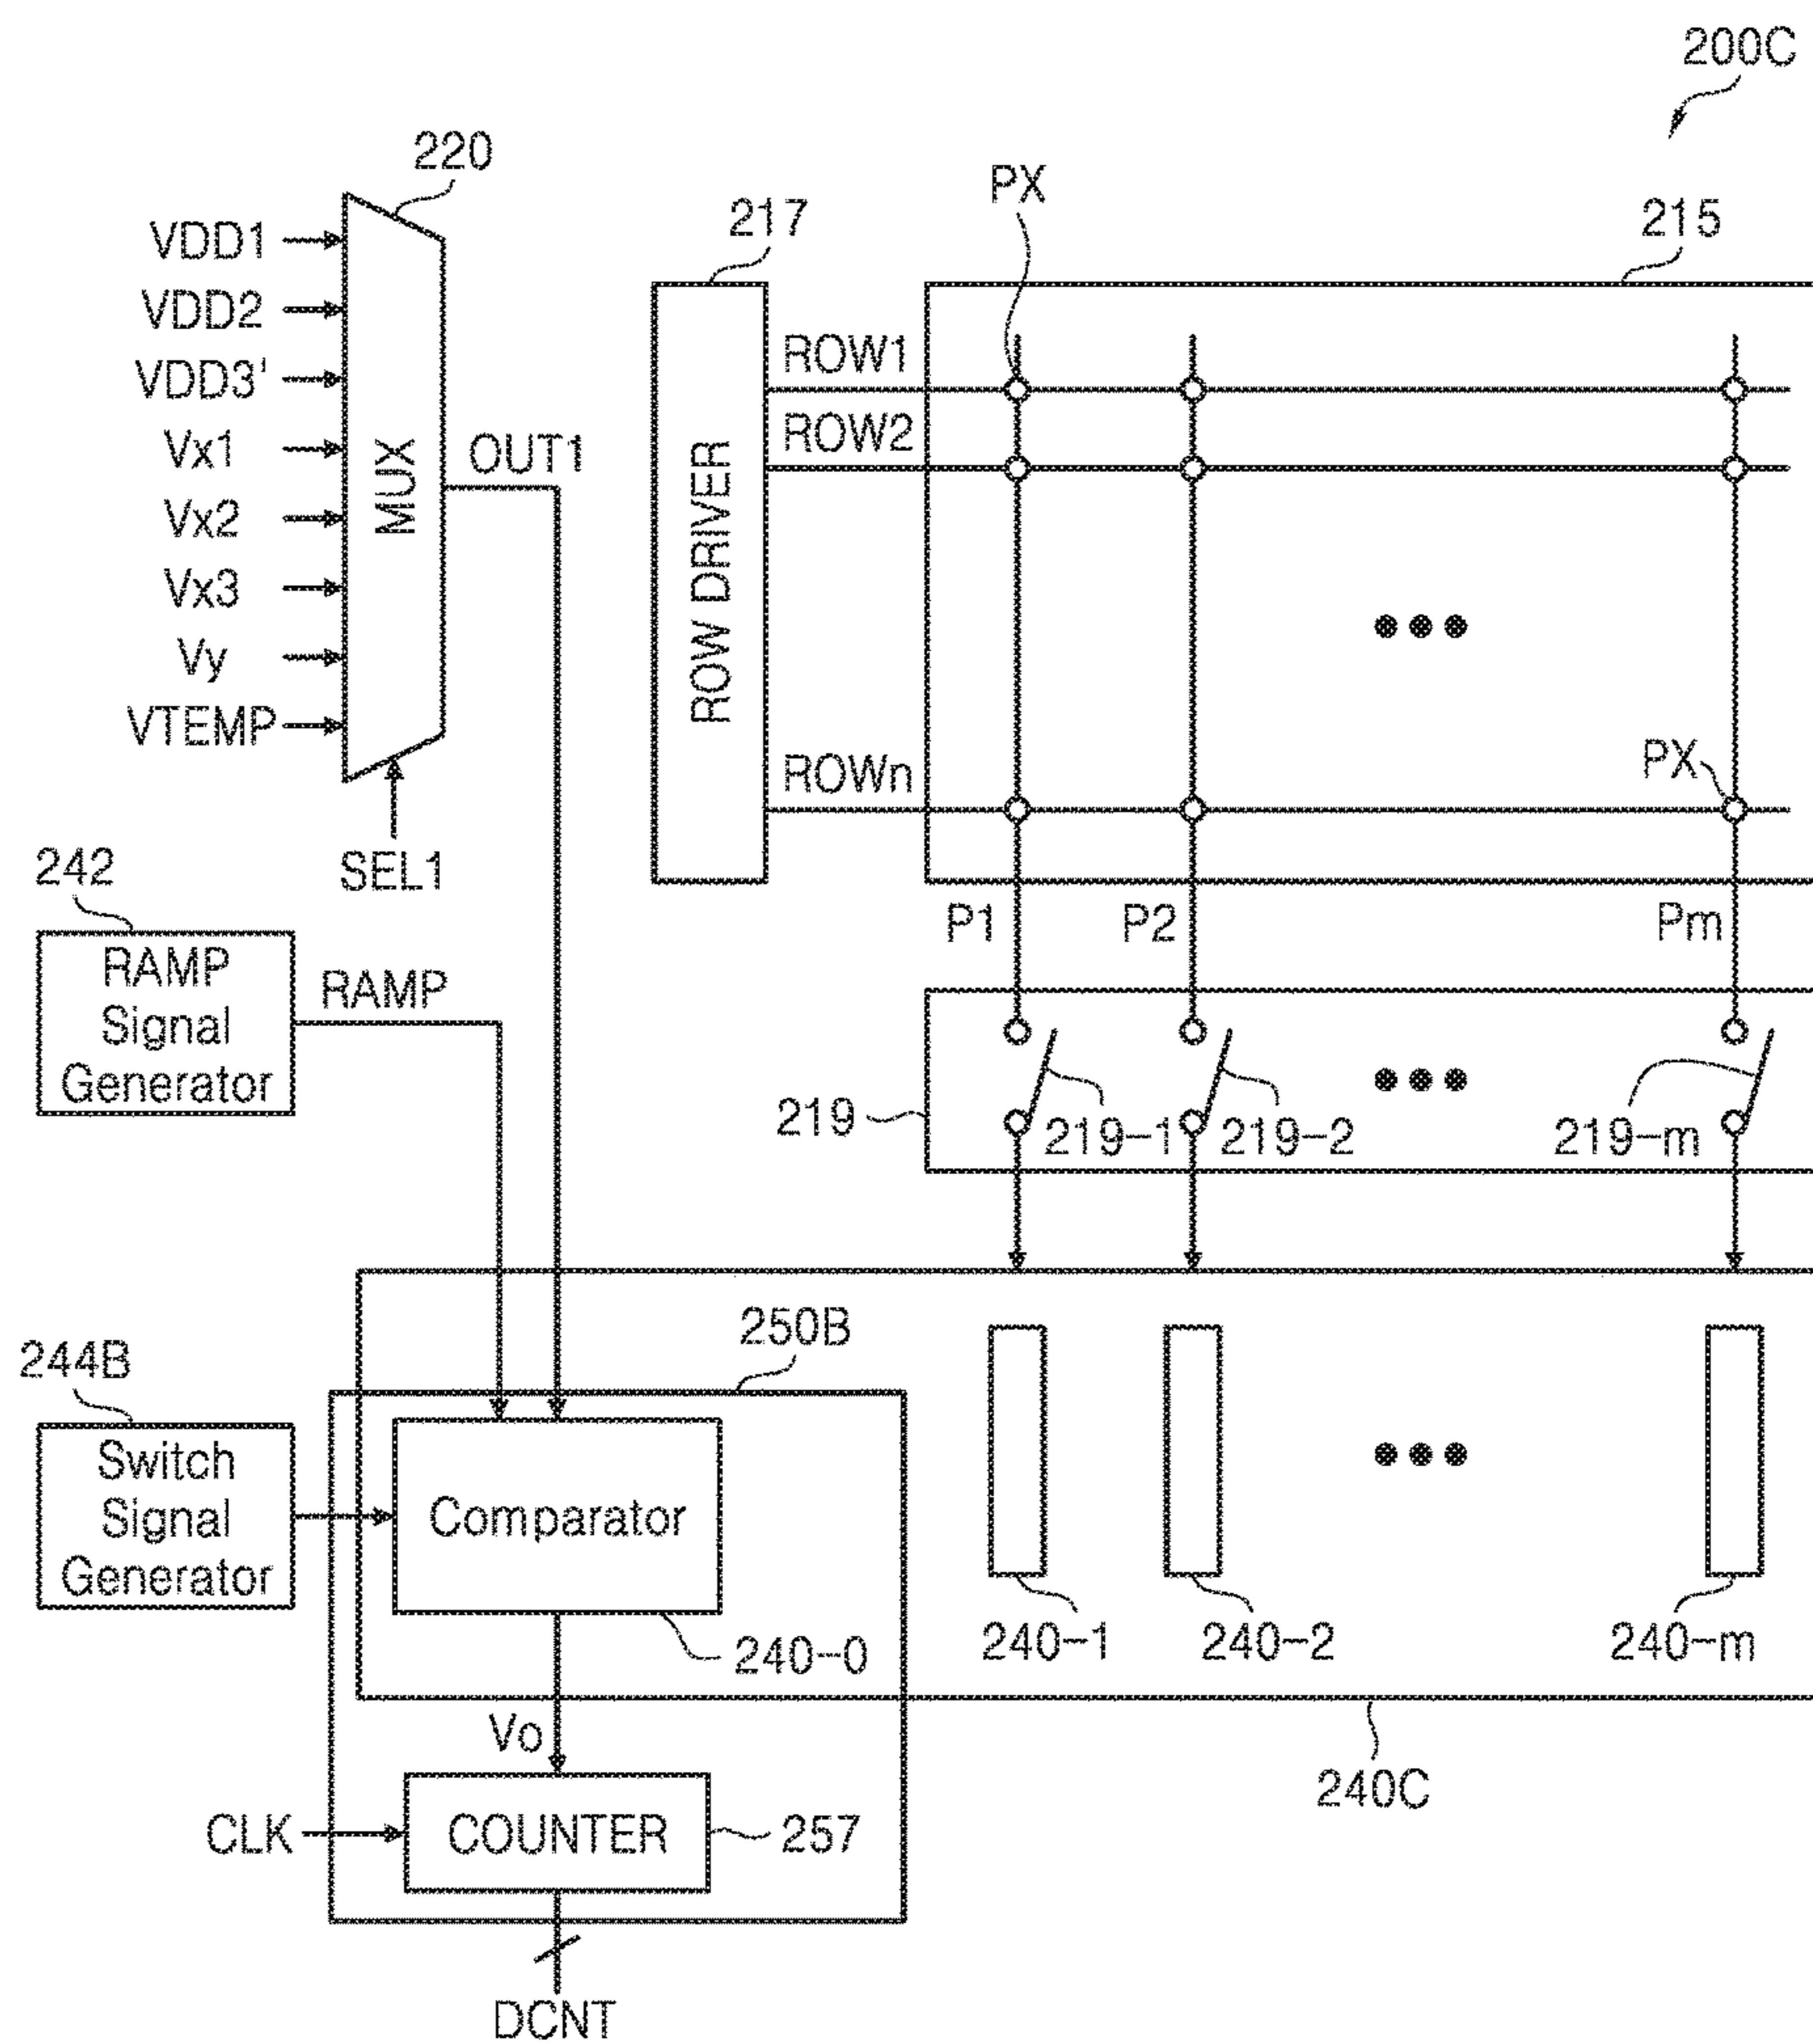 200C
220
PX
217
215
VDD1
VDD2
VDD3'
Vx1
Vx2
Vx3
Vy
VTEMP
MUX
OUT1
SEL1
ROW DRIVER
ROW1
ROW2
ROWn
PX
P1
P2
Pm
242
RAMP
Signal
Generator
RAMP
219
219-1
219-2
219-m
250B
244B
Switch
Signal
Generator
Comparator
240-0
240-1
240-2
240-m
240C
Vo
CLK
COUNTER
257
DCNT